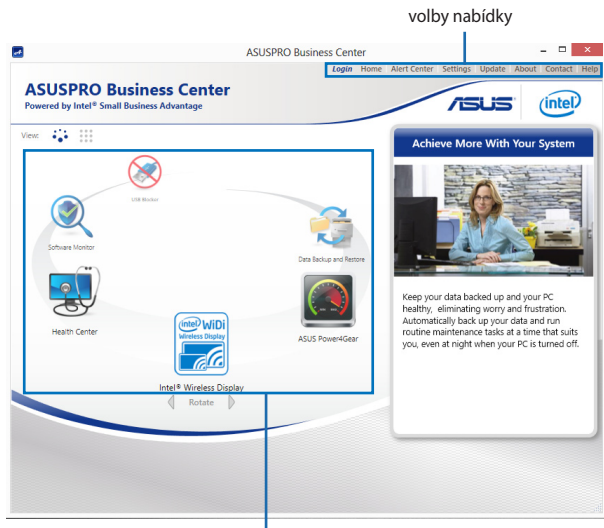 volby nabídky
ASUSPRO Business Center
Login Home Alert Center Settings Update About Contact Help
ASUSPRO Business Center
Powered by Intel® Small Business Advantage
ASUS
intel®
View:
Achieve More With Your System
USB Blocker
Software Monitor
Data Backup and Restore
Health Center
intel WiDi
Wireless Display
ASUS Power4Gear
Intel® Wireless Display
Rotate
Keep your data backed up and your PC
healthy, eliminating worry and frustration.
Automatically back up your data and run
routine maintenance tasks at a time that suits
you, even at night when your PC is turned off.